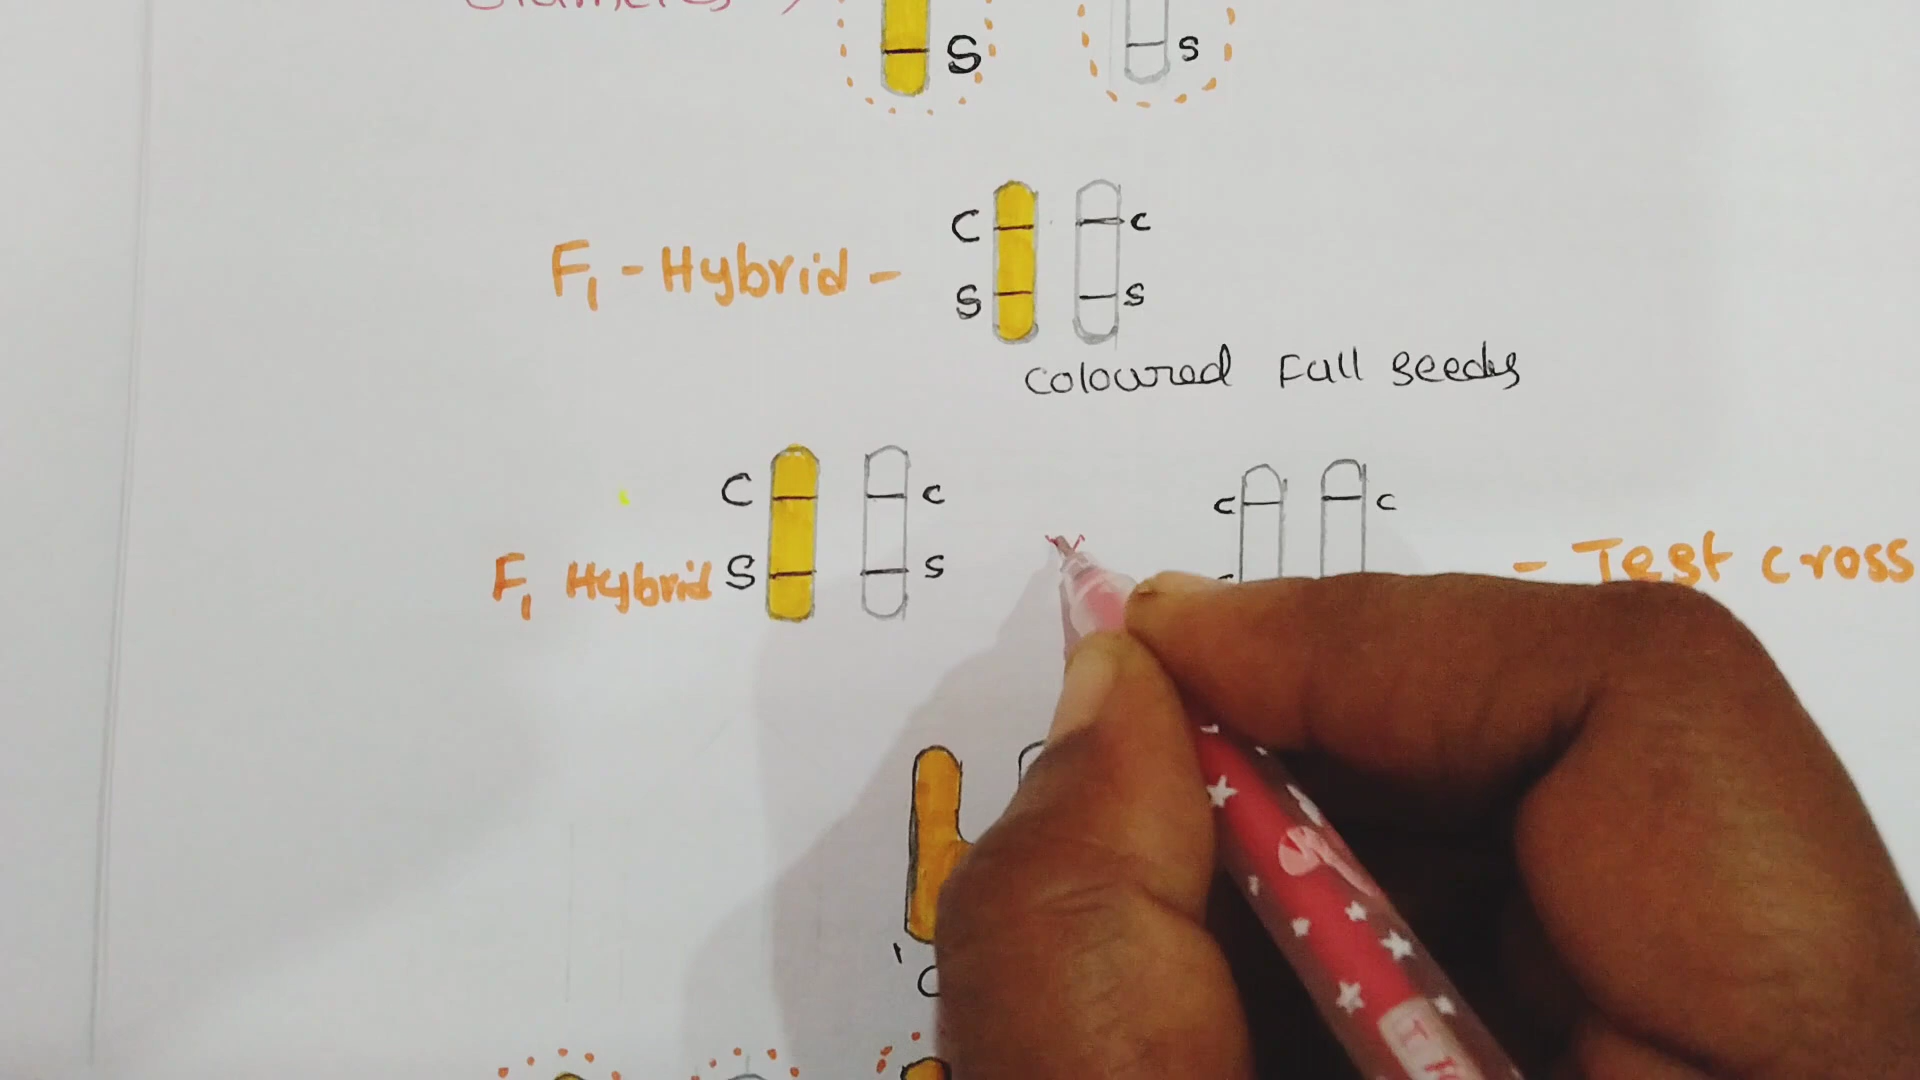 S s
C c
F1 - Hybrid -
S s
coloured Full seeds
C c c c
F1 Hybrid S s - Test cross